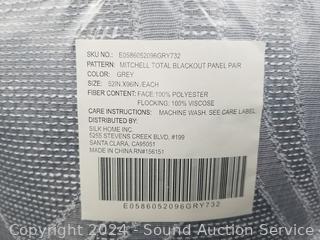 SKU NO.: E0586052096GRY732
PATTERN: MITCHELL TOTAL BLACKOUT PANEL PAIR
COLOR: GREY
SIZE: 52IN.X96IN./EACH
FIBER CONTENT: FACE:100% POLYESTER
FLOCKING: 100% VISCOSE
CARE INSTRUCTIONS: MACHINE WASH. SEE CARE LABEL
DISTRIBUTED BY:
SILK HOME INC.
5255 STEVENS CREEK BLVD, #199
SANTA CLARA, CA95051
MADE IN CHINA.RN#156151
E0586052096GRY732
Copyright 2024 - Sound Auction Service